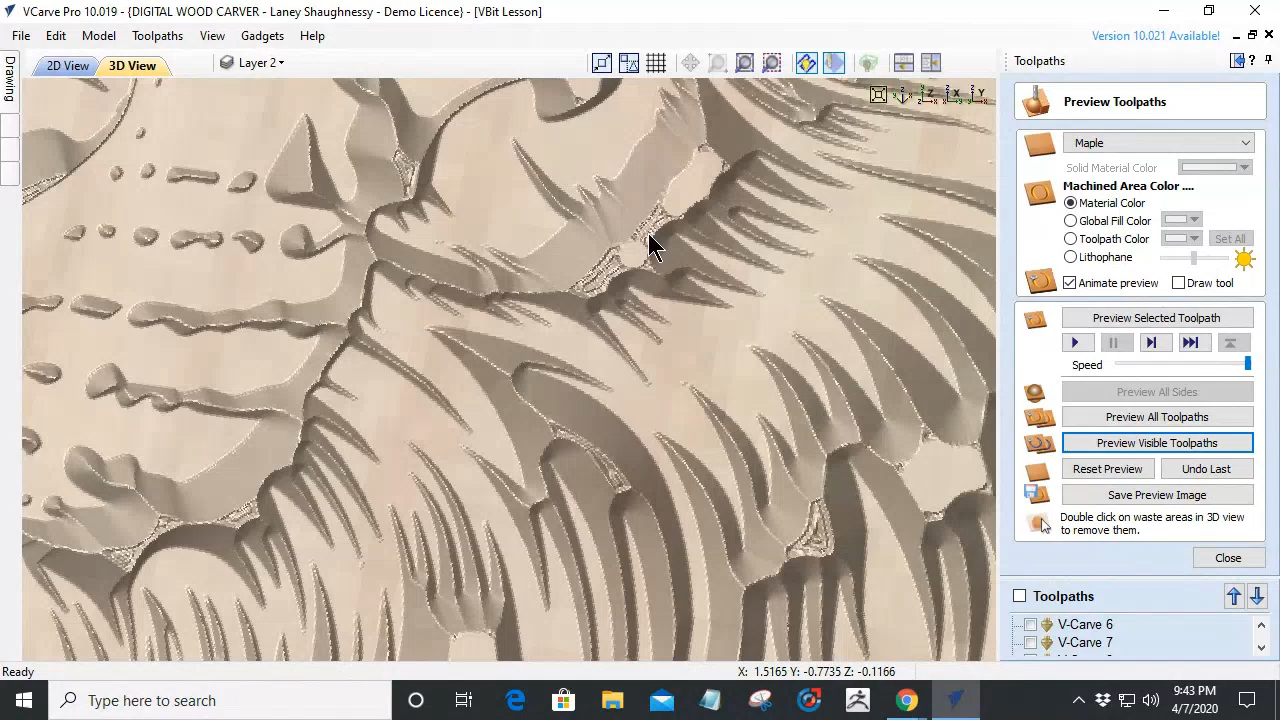 VCarve Pro 10.019 - {DIGITAL WOOD CARVER - Laney Shaughnessy - Demo Licence} - [VBit Lesson]
File Edit Model Toolpaths View Gadgets Help
Version 10.021 Available!
Drawing
2D View
3D View
Layer 2
Toolpaths
Z X Y
Preview Toolpaths
Maple
Solid Material Color
Machined Area Color ....
Material Color
Global Fill Color
Toolpath Color
Set All
Lithophane
Animate preview
Draw tool
Preview Selected Toolpath
Speed
Preview All Sides
Preview All Toolpaths
Preview Visible Toolpaths
Reset Preview
Undo Last
Save Preview Image
Double click on waste areas in 3D view
to remove them.
Close
Toolpaths
V-Carve 6
V-Carve 7
Ready
X: 1.5165 Y: -0.7735 Z: -0.1166
Type here to search
9:43 PM
4/7/2020